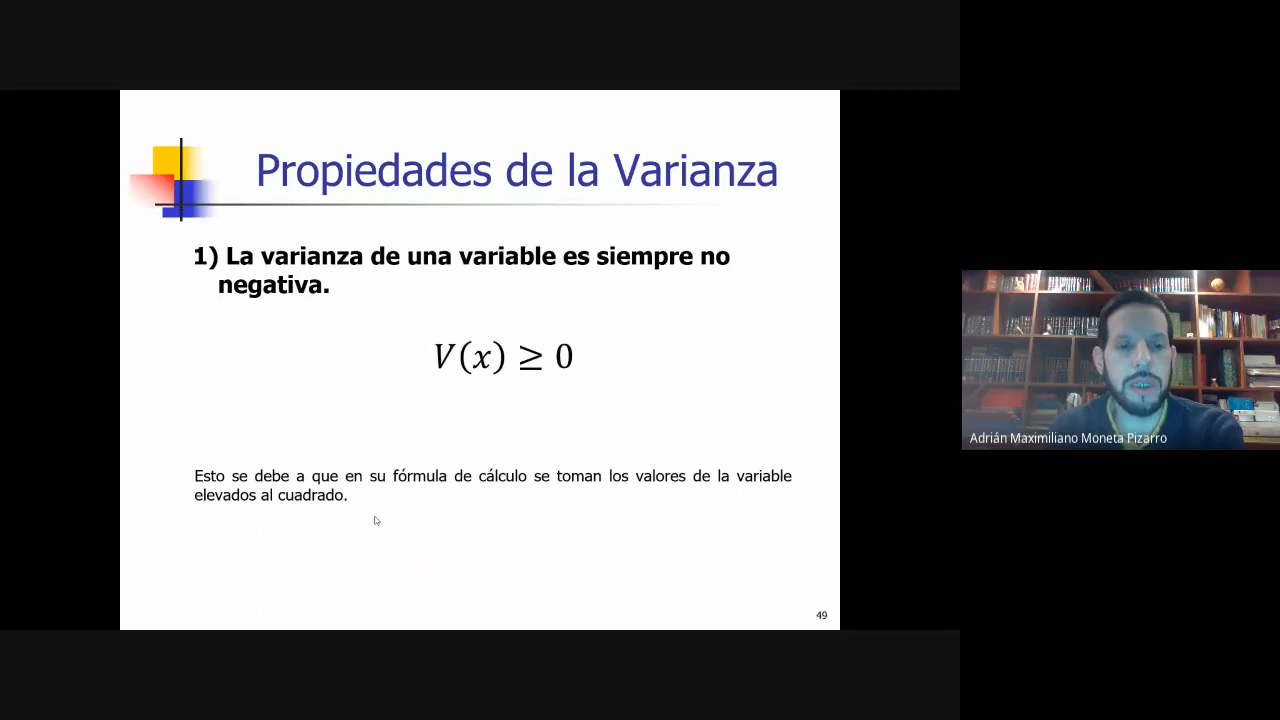 Propiedades de la Varianza
1) La varianza de una variable es siempre no
negativa.
V(x) ≥ 0
Esto se debe a que en su fórmula de cálculo se toman los valores de la variable
elevados al cuadrado.
49
Adrián Maximiliano Moneta Pizarro